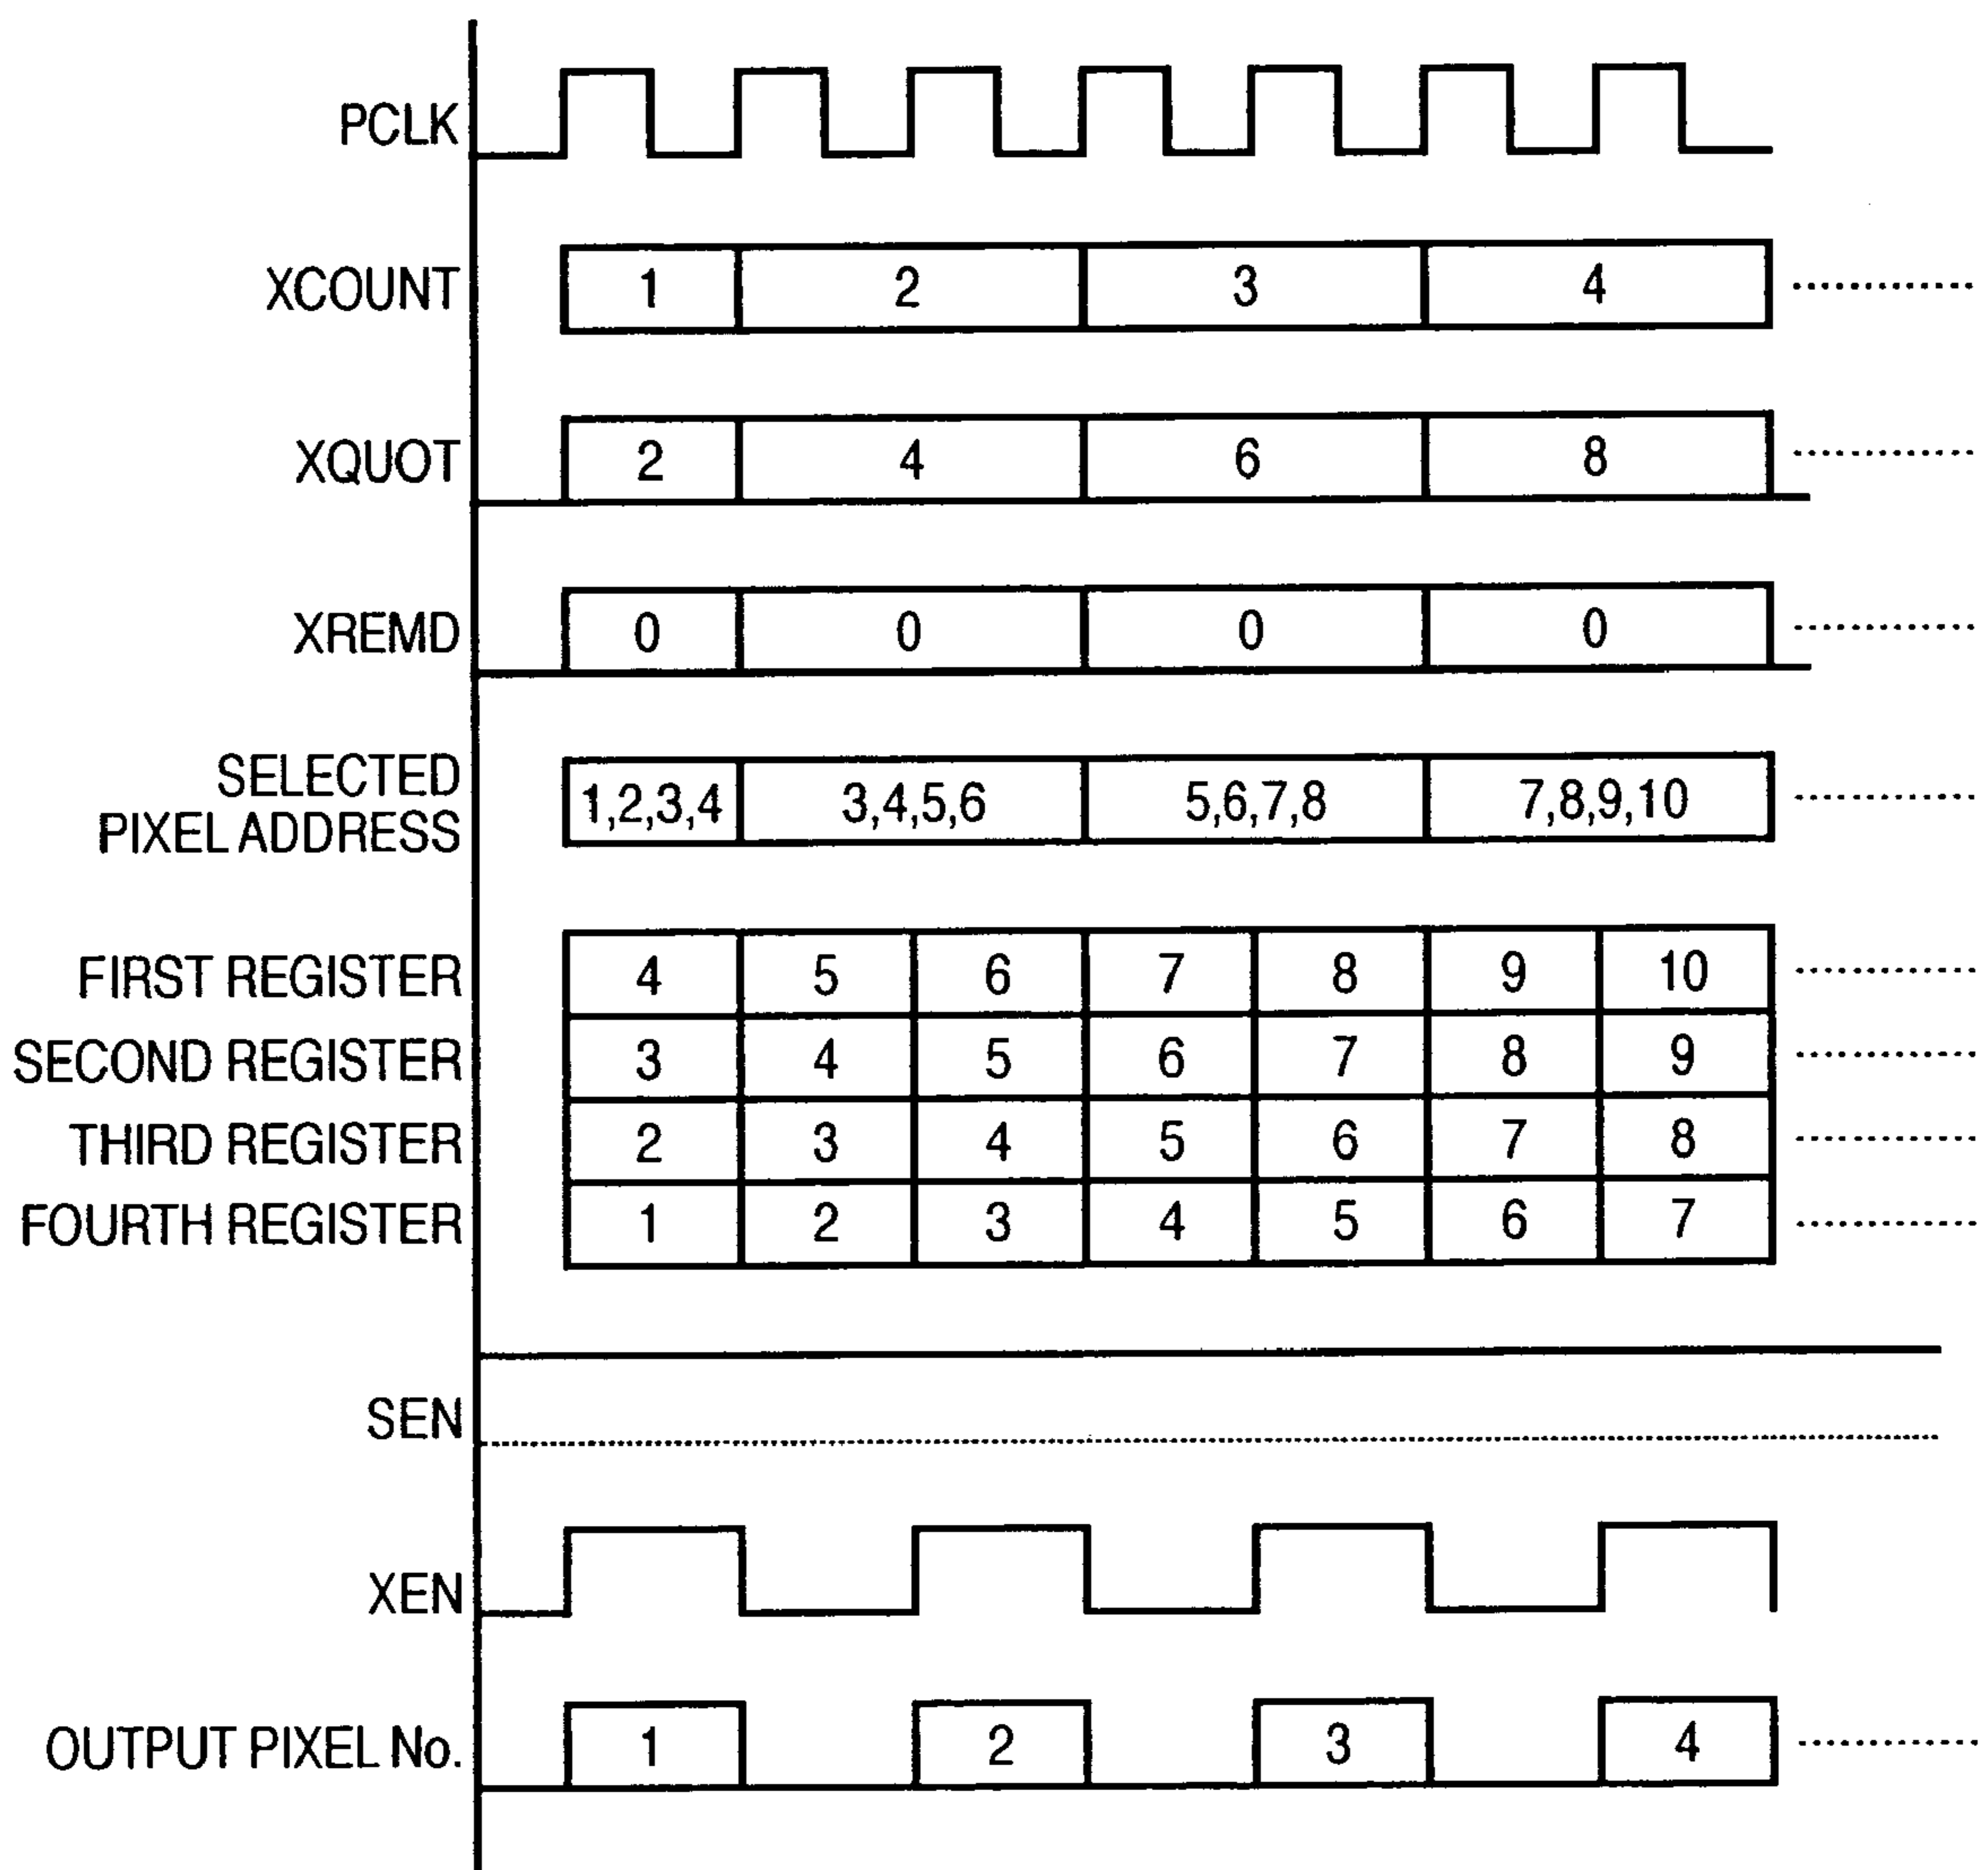 PCLK
XCOUNT 1 2 3 4
XQUOT 2 4 6 8
XREMD 0 0 0 0
SELECTED
PIXEL ADDRESS 1,2,3,4 3,4,5,6 5,6,7,8 7,8,9,10
FIRST REGISTER 4 5 6 7 8 9 10
SECOND REGISTER 3 4 5 6 7 8 9
THIRD REGISTER 2 3 4 5 6 7 8
FOURTH REGISTER 1 2 3 4 5 6 7
SEN
XEN
OUTPUT PIXEL No. 1 2 3 4